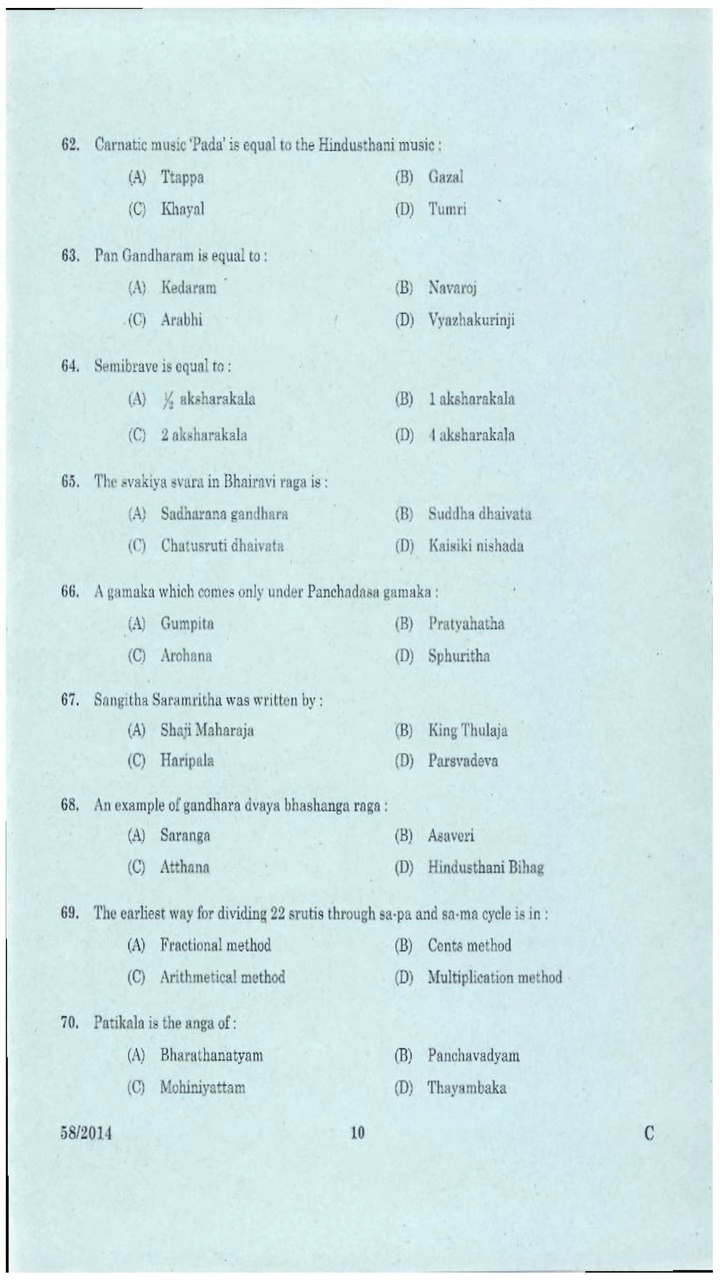 62. Carnatic music 'Pada' is equal to the Hindusthani music :
(A) Ttappa (B) Gazal
(C) Khayal (D) Tumri
63. Pan Gandharam is equal to :
(A) Kedaram (B) Navaroj
(C) Arabhi (D) Vyazhakurinji
64. Semibrave is equal to :
(A) ½ aksharakala (B) 1 aksharakala
(C) 2 aksharakala (D) 4 aksharakala
65. The svakiya svara in Bhairavi raga is :
(A) Sadharana gandhara (B) Suddha dhaivata
(C) Chatusruti dhaivata (D) Kaisiki nishada
66. A gamaka which comes only under Panchadasa gamaka :
(A) Gumpita (B) Pratyahatha
(C) Arohana (D) Sphuritha
67. Sangitha Saramritha was written by :
(A) Shaji Maharaja (B) King Thulaja
(C) Haripala (D) Parsvadeva
68. An example of gandhara dvaya bhashanga raga :
(A) Saranga (B) Asaveri
(C) Atthana (D) Hindusthani Bihag
69. The earliest way for dividing 22 srutis through sa-pa and sa-ma cycle is in :
(A) Fractional method (B) Cents method
(C) Arithmetical method (D) Multiplication method
70. Patikala is the anga of :
(A) Bharathanatyam (B) Panchavadyam
(C) Mohiniyattam (D) Thayambaka
58/2014 10 C